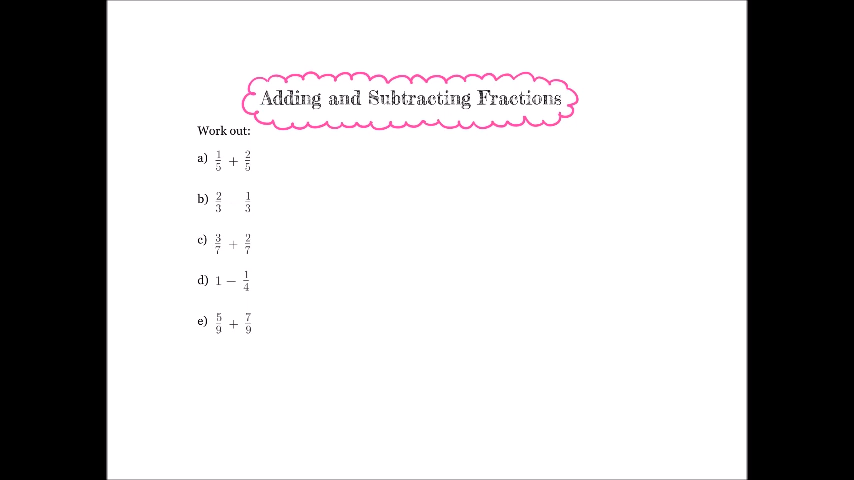 Adding and Subtracting Fractions
Work out:
a) 1/5 + 2/5
b) 2/3 1/3
c) 3/7 + 2/7
d) 1 − 1/4
e) 5/9 + 7/9